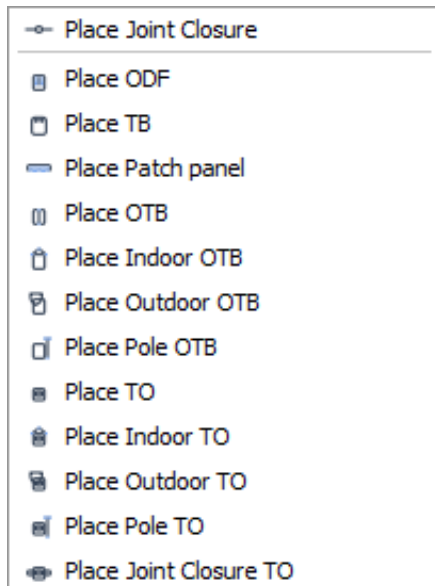 Place Joint Closure
Place ODF
Place TB
Place Patch panel
Place OTB
Place Indoor OTB
Place Outdoor OTB
Place Pole OTB
Place TO
Place Indoor TO
Place Outdoor TO
Place Pole TO
Place Joint Closure TO